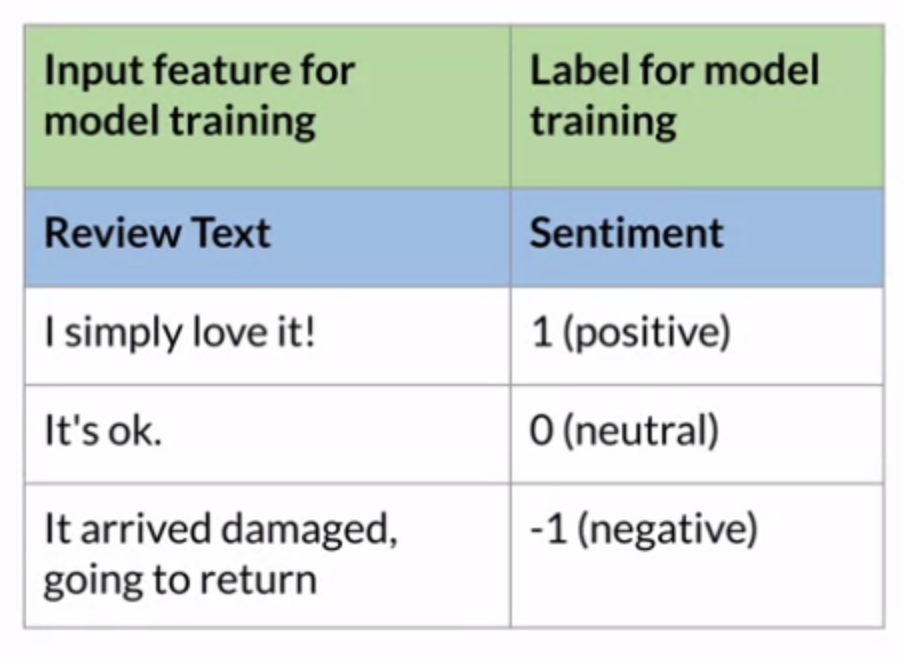 Input feature for
model training
Label for model
training
Review Text
Sentiment
I simply love it!
1 (positive)
It's ok.
0 (neutral)
It arrived damaged,
going to return
-1 (negative)